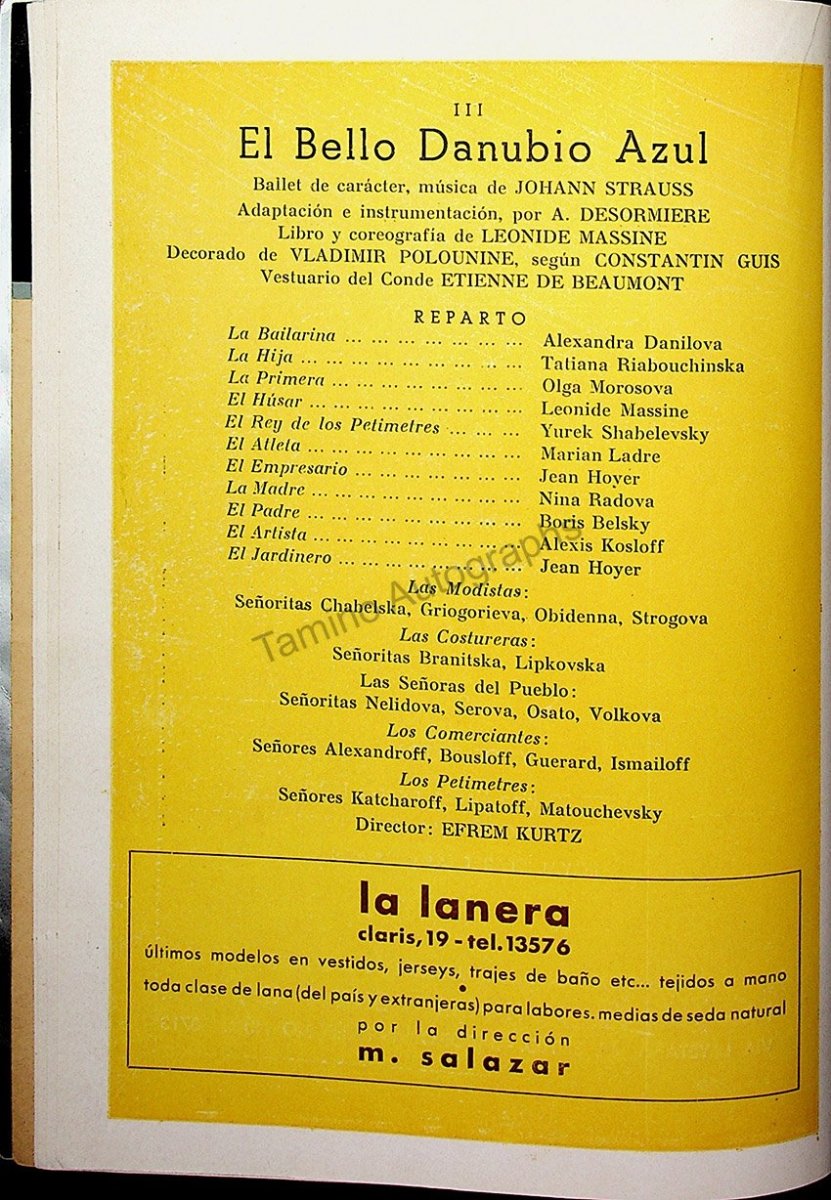 III
El Bello Danubio Azul
Ballet de carácter, música de JOHANN STRAUSS
Adaptación e instrumentación, por A. DESORMIERE
Libro y coreografía de LEONIDE MASSINE
Decorado de VLADIMIR POLOUNINE, según CONSTANTIN GUIS
Vestuario del Conde ETIENNE DE BEAUMONT
REPARTO
La Bailarina ... ... ... ... ... ... ... Alexandra Danilova
La Hija ... ... ... ... ... ... ... ... ... Tatiana Riabouchinska
La Primera ... ... ... ... ... ... ... ... Olga Morosova
El Húsar ... ... ... ... ... ... ... ... ... Leonide Massine
El Rey de los Petimetres ... ... ... Yurek Shabelevsky
El Atleta ... ... ... ... ... ... ... ... ... Marian Ladre
El Empresario ... ... ... ... ... ... ... Jean Hoyer
La Madre ... ... ... ... ... ... ... ... ... Nina Radova
El Padre ... ... ... ... ... ... ... ... ... Boris Belsky
El Artista ... ... ... ... ... ... ... ... ... Alexis Kosloff
El Jardinero ... ... ... ... ... ... ... ... Jean Hoyer
Las Modistas:
Señoritas Chabelska, Griogorieva, Obidenna, Strogova
Las Costureras:
Señoritas Branitska, Lipkovska
Las Señoras del Pueblo:
Señoritas Nelidova, Serova, Osato, Volkova
Los Comerciantes:
Señores Alexandroff, Bousloff, Guerard, Ismailoff
Los Petimetres:
Señores Katcharoff, Lipatoff, Matouchevsky
Director: EFREM KURTZ
la lanera
claris, 19 - tel. 13576
últimos modelos en vestidos, jerseys, trajes de baño etc... tejidos a mano
•
toda clase de lana (del país y extranjeras) para labores. medias de seda natural
por la dirección
m. salazar
Tamino Autographs